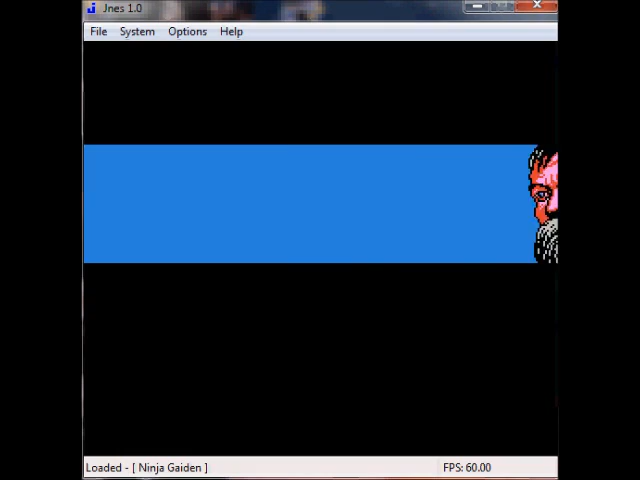 Jnes 1.0
File System Options Help
Loaded - [ Ninja Gaiden ] FPS: 60.00